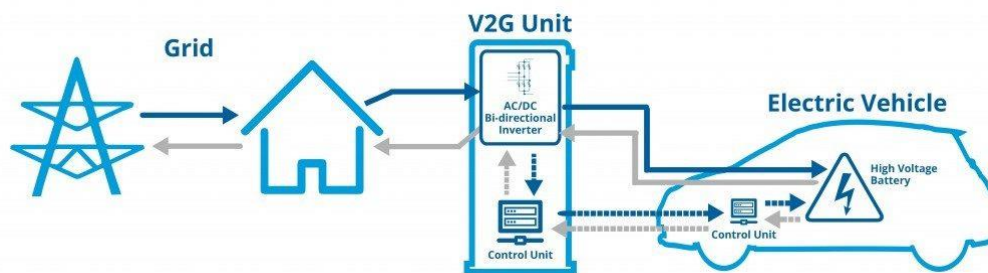 V2G Unit
Grid
AC/DC
Bi-directional
Inverter
Electric Vehicle
High Voltage
Battery
Control Unit
Control Unit